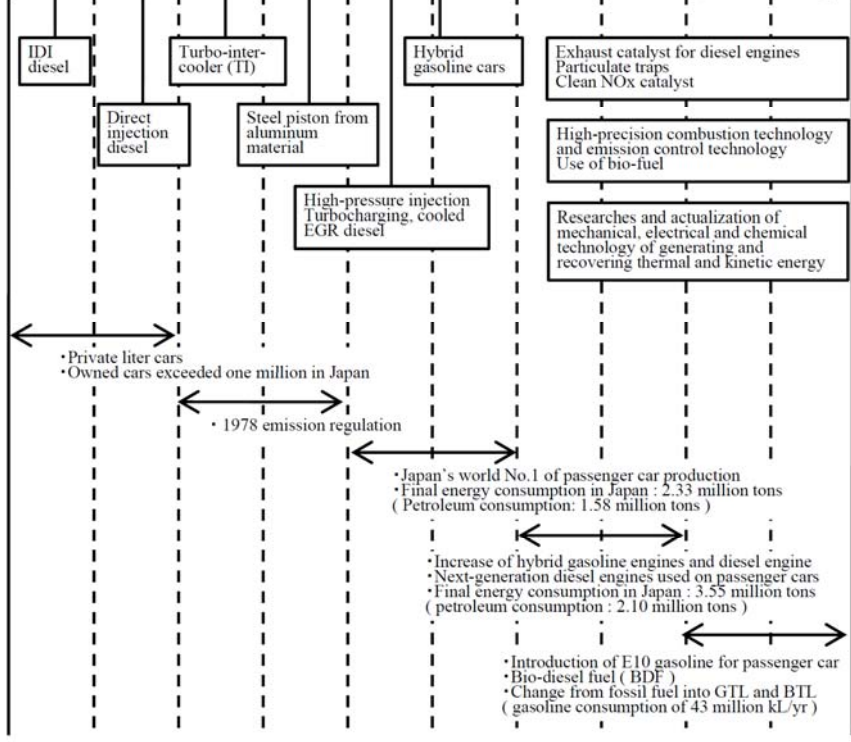 IDI
diesel
Turbo-inter-
cooler (TI)
Hybrid
gasoline cars
Exhaust catalyst for diesel engines
Particulate traps
Clean NOx catalyst
Direct
injection
diesel
Steel piston from
aluminum
material
High-precision combustion technology
and emission control technology
Use of bio-fuel
High-pressure injection
Turbocharging, cooled
EGR diesel
Researches and actualization of
mechanical, electrical and chemical
technology of generating and
recovering thermal and kinetic energy
・Private liter cars
・Owned cars exceeded one million in Japan
・1978 emission regulation
・Japan's world No.1 of passenger car production
・Final energy consumption in Japan : 2.33 million tons
( Petroleum consumption: 1.58 million tons )
・Increase of hybrid gasoline engines and diesel engine
・Next-generation diesel engines used on passenger cars
・Final energy consumption in Japan : 3.55 million tons
( petroleum consumption : 2.10 million tons )
・Introduction of E10 gasoline for passenger car
・Bio-diesel fuel ( BDF )
・Change from fossil fuel into GTL and BTL
( gasoline consumption of 43 million kL/yr )